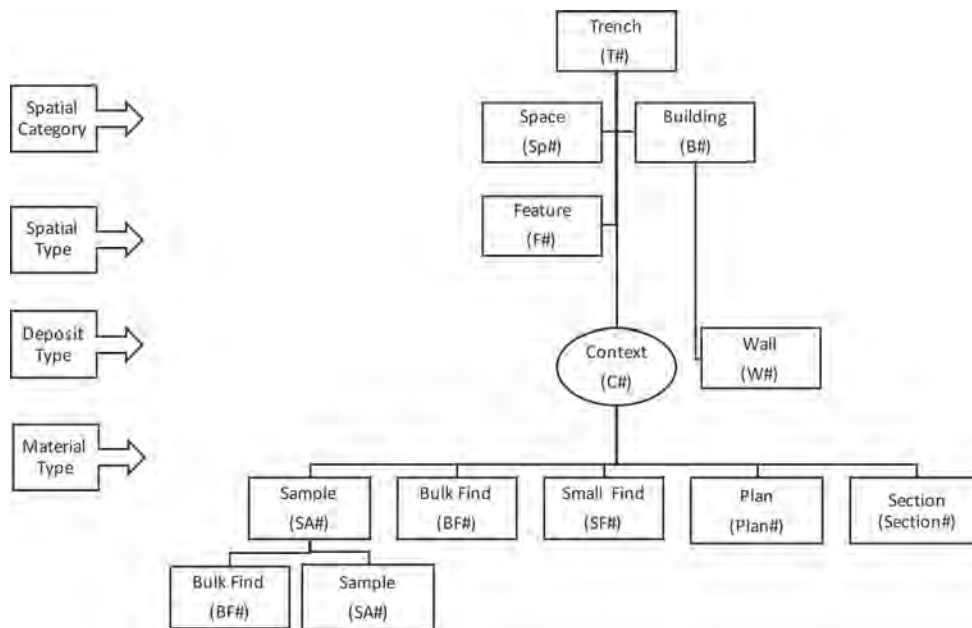 Trench
(T#)
Spatial
Category
Space
(Sp#)
Building
(B#)
Spatial
Type
Feature
(F#)
Deposit
Type
Context
(C#)
Wall
(W#)
Material
Type
Sample
(SA#)
Bulk Find
(BF#)
Small Find
(SF#)
Plan
(Plan#)
Section
(Section#)
Bulk Find
(BF#)
Sample
(SA#)